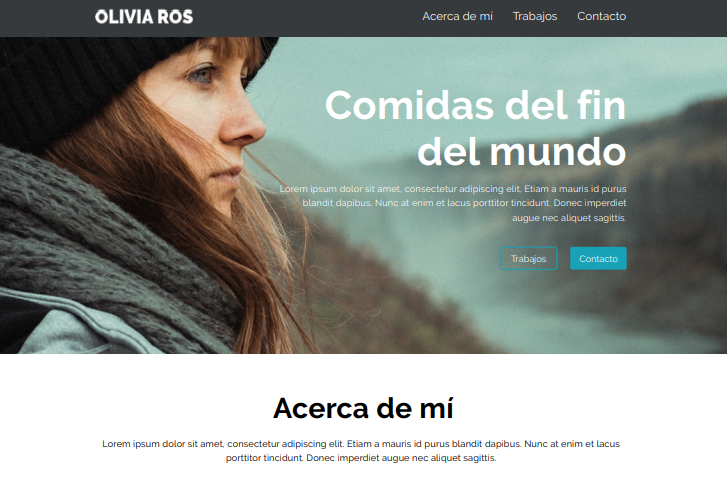 OLIVIA ROS
Acerca de mí Trabajos Contacto
Comidas del fin
del mundo
Lorem ipsum dolor sit amet, consectetur adipiscing elit. Etiam a mauris id purus
blandit dapibus. Nunc at enim et lacus porttitor tincidunt. Donec imperdiet
augue nec aliquet sagittis.
Trabajos Contacto
Acerca de mí
Lorem ipsum dolor sit amet, consectetur adipiscing elit. Etiam a mauris id purus blandit dapibus. Nunc at enim et lacus
porttitor tincidunt. Donec imperdiet augue nec aliquet sagittis.